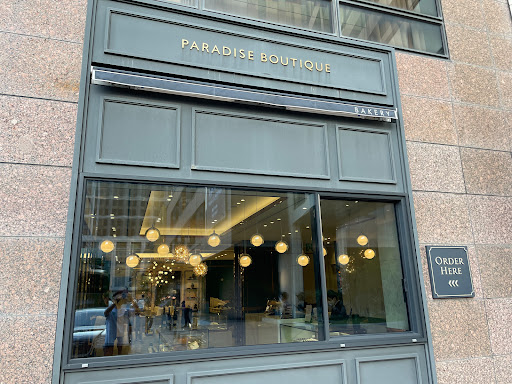 PARADISE BOUTIQUE
BAKERY
ORDER
HERE
<<<